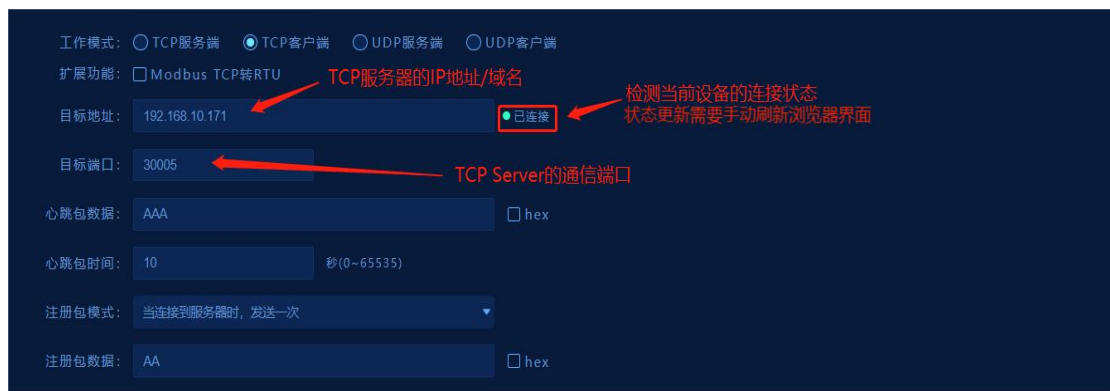 工作模式: TCP服务端 TCP客户端 UDP服务端 UDP客户端
扩展功能: Modbus TCP转RTU
TCP服务器的IP地址/域名
检测当前设备的连接状态
目标地址: 192.168.10.171 已连接
状态更新需要手动刷新浏览器界面
目标端口: 30005
TCP Server的通信端口
心跳包数据: AAA hex
心跳包时间: 10 秒(0~65535)
注册包模式: 当连接到服务器时，发送一次
注册包数据: AA hex